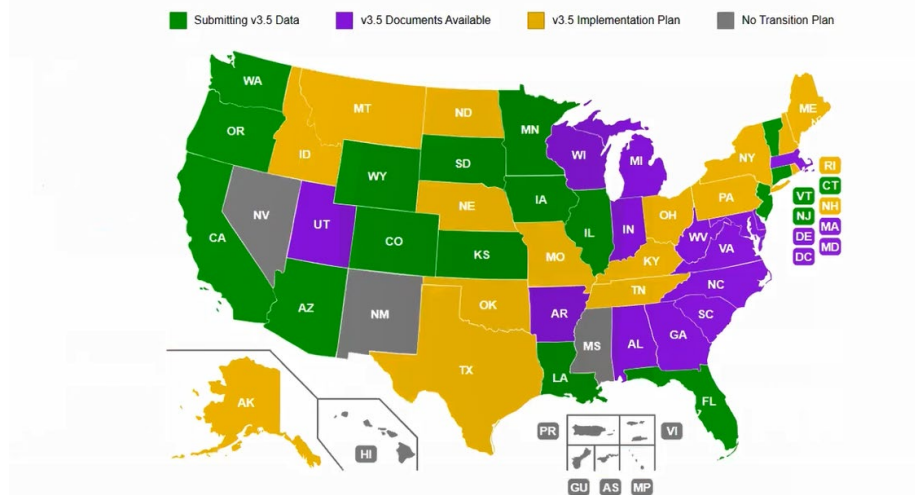 Submitting v3.5 Data
v3.5 Documents Available
v3.5 Implementation Plan
No Transition Plan
WA
MT
ND
MN
ME
OR
ID
WI
MI
NY
SD
WY
RI
IA
PA
VT
CT
NE
NH
NV
UT
CO
IL
IN
OH
NJ
MA
CA
KS
MO
WV
VA
DE
MD
KY
DC
NC
TN
AZ
NM
OK
AR
SC
MS
AL
GA
TX
LA
AK
FL
HI
PR
VI
GU
AS
MP